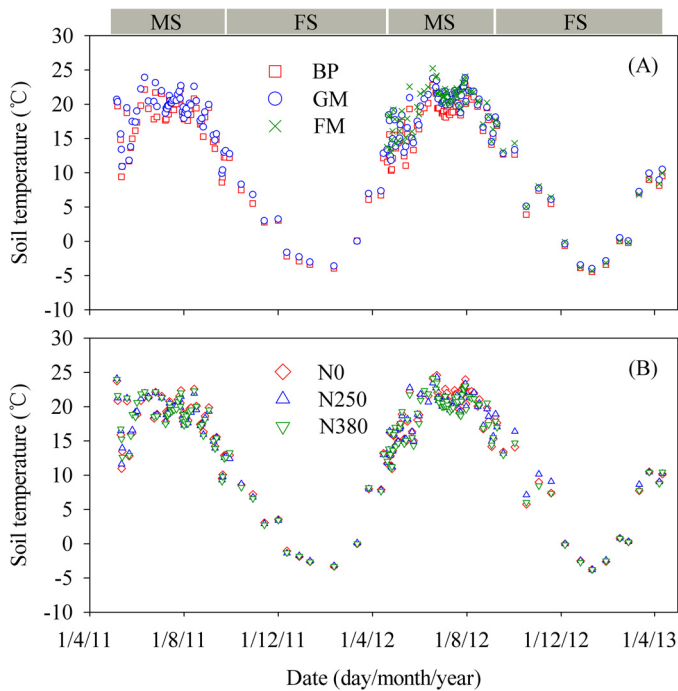 MS FS MS FS
30
25
20
15
10
5
0
-5
-10
Soil temperature (℃)
(A)
BP
GM
FM
30
25
20
15
10
5
0
-5
-10
Soil temperature (℃)
(B)
N0
N250
N380
1/4/11 1/8/11 1/12/11 1/4/12 1/8/12 1/12/12 1/4/13
Date (day/month/year)